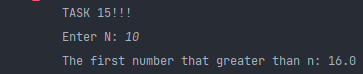 TASK 15!!!
Enter N: 10
The first number that greater than n: 16.0